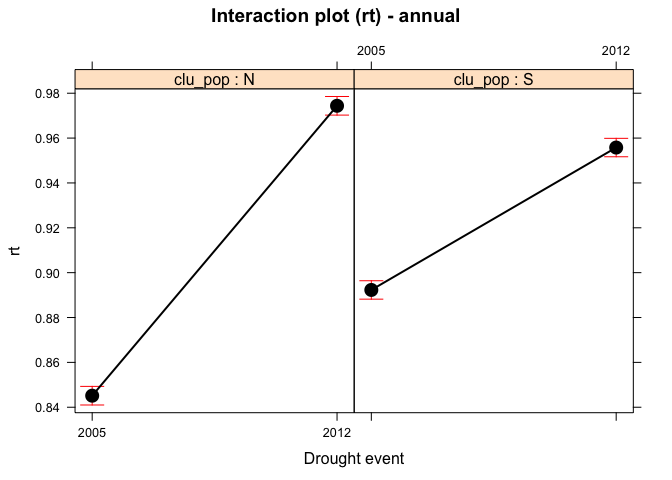 Interaction plot (rt) - annual
2005 2012
clu_pop : N clu_pop : S
0.98
0.96
0.94
0.92
0.90
0.88
0.86
0.84
rt
2005 2012
Drought event